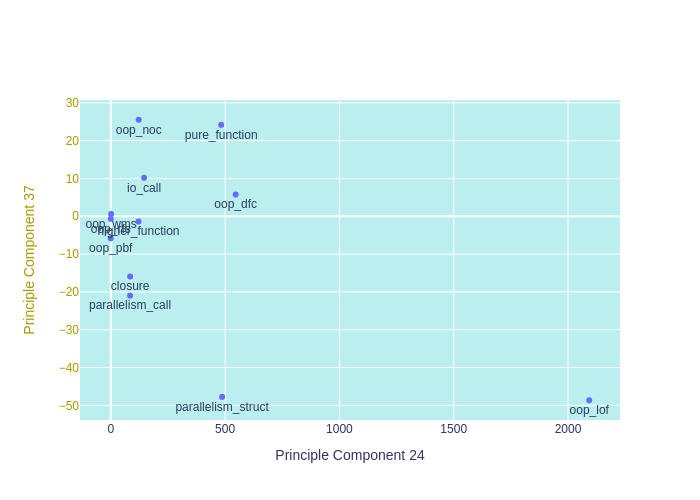 30
20
10
0
−10
−20
−30
−40
−50
oop_noc
pure_function
io_call
oop_dfc
oop_wms
higher_function
oop_pbf
closure
parallelism_call
parallelism_struct
oop_lof
0
500
1000
1500
2000
Principle Component 24
Principle Component 37